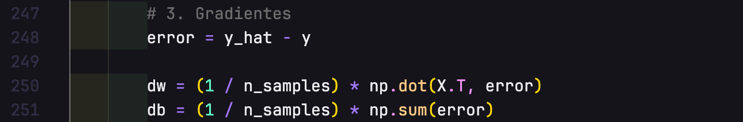 247 # 3. Gradientes
248 error = y_hat - y
249
250 dw = (1 / n_samples) * np.dot(X.T, error)
251 db = (1 / n_samples) * np.sum(error)